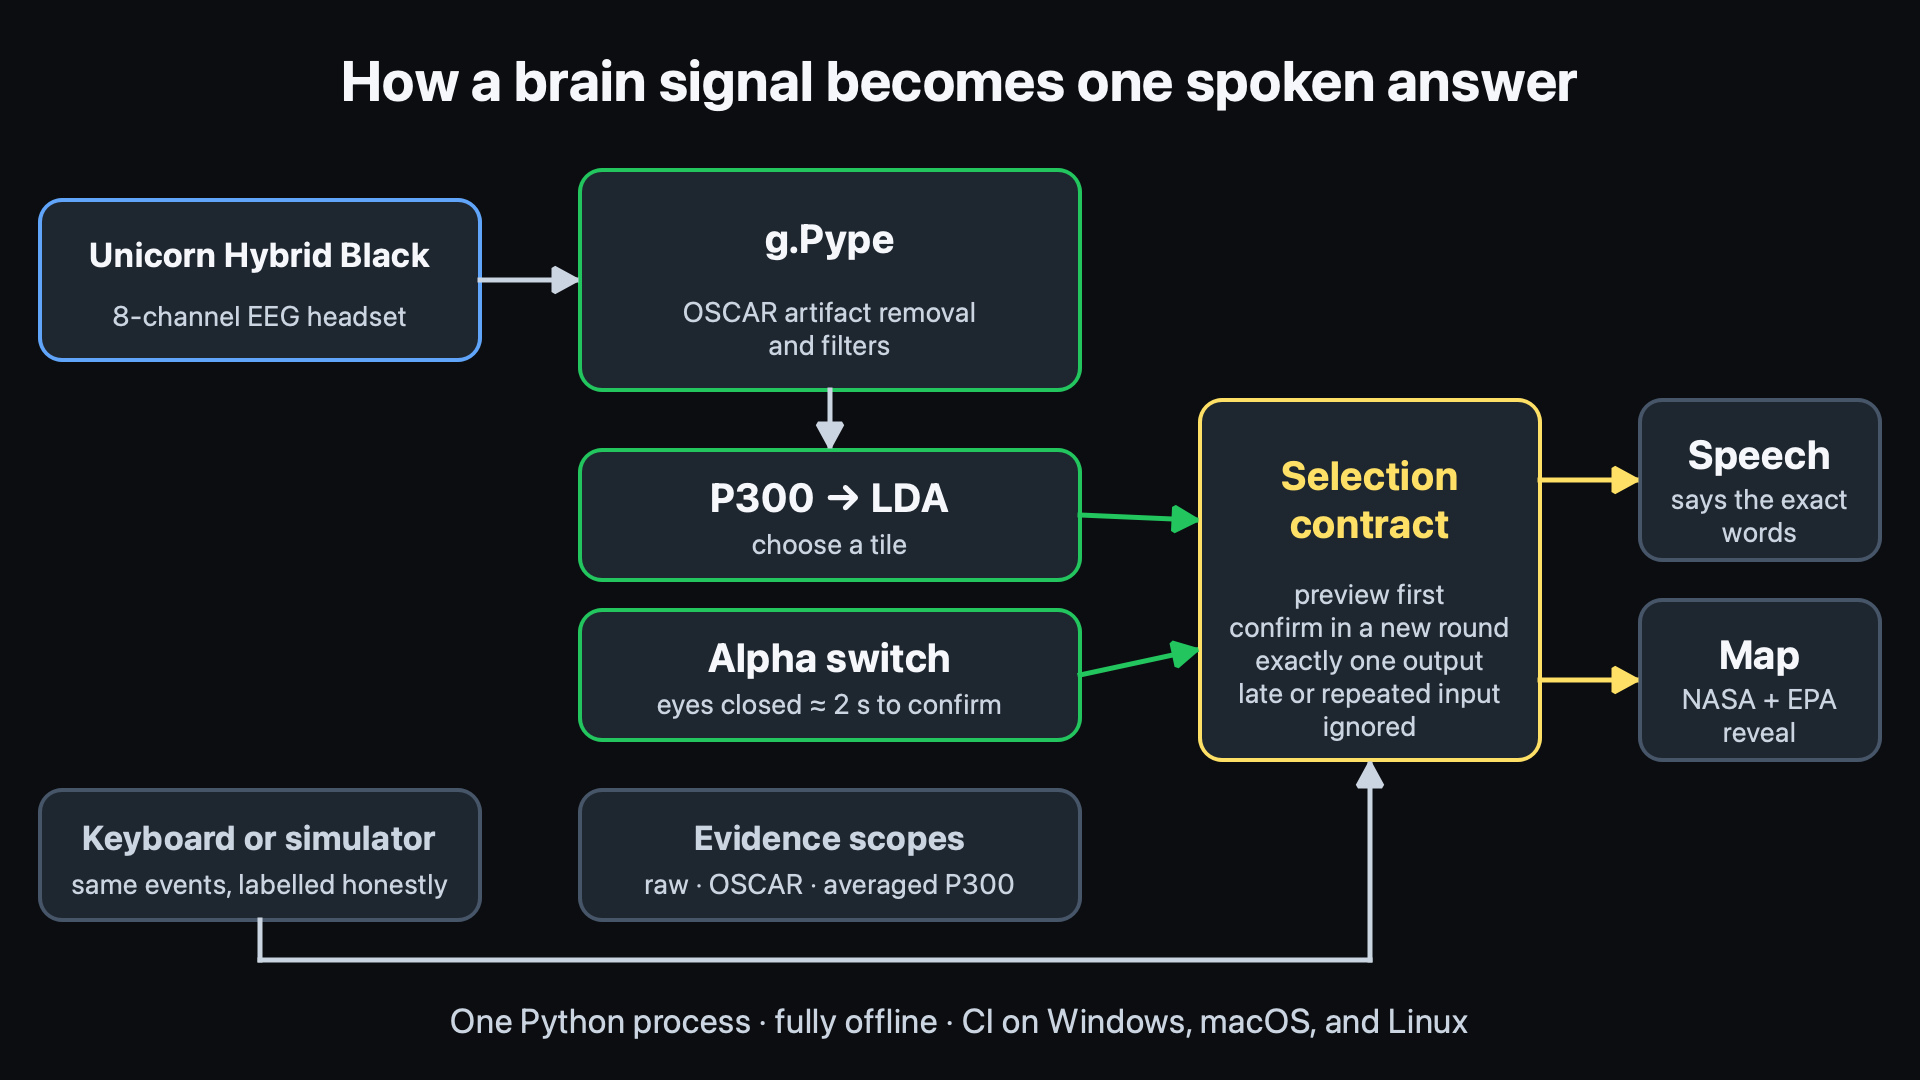 How a brain signal becomes one spoken answer
Unicorn Hybrid Black
8-channel EEG headset
g.Pype
OSCAR artifact removal
and filters
P300 → LDA
choose a tile
Alpha switch
eyes closed ≈ 2 s to confirm
Selection
contract
preview first
confirm in a new round
exactly one output
late or repeated input
ignored
Speech
says the exact
words
Map
NASA + EPA
reveal
Keyboard or simulator
same events, labelled honestly
Evidence scopes
raw · OSCAR · averaged P300
One Python process · fully offline · CI on Windows, macOS, and Linux